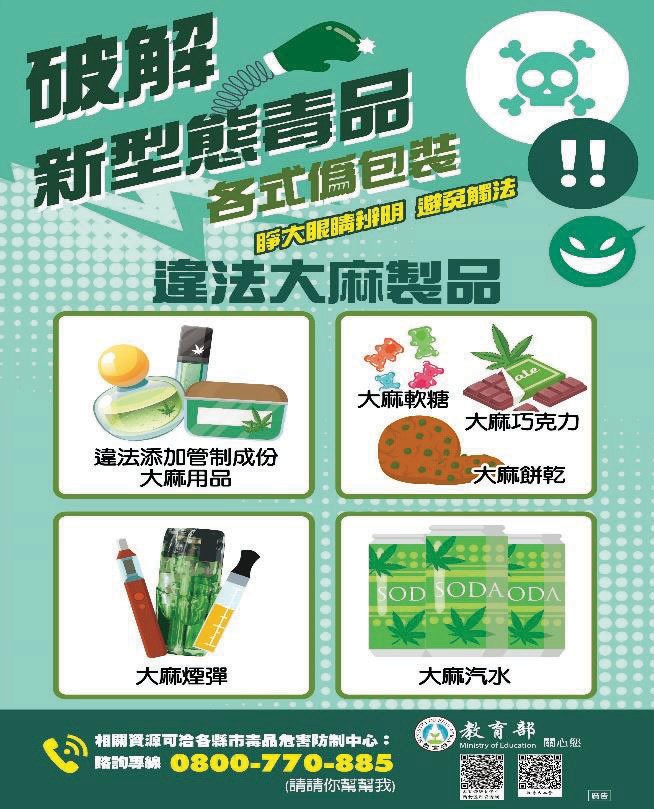 破解
新型態毒品
各式偽包裝
睜大眼睛辨明 避免觸法
違法大麻製品
違法添加管制成份
大麻用品
大麻軟糖
ale
大麻巧克力
大麻餅乾
大麻煙彈
SOD
SODA
ODA
大麻汽水
相關資源可洽各縣市毒品危害防制中心：
諮詢專線 0800-770-885
(請請你幫幫我)
教育部
Ministry of Education
關心您
廣告